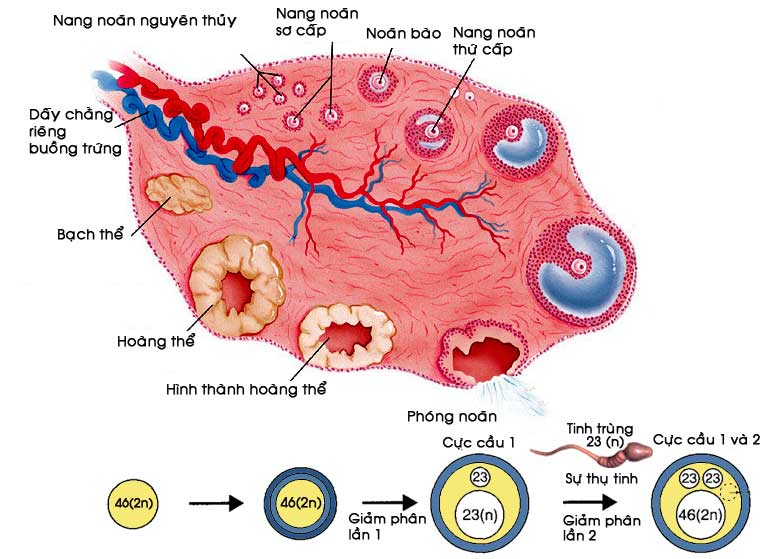 Nang noãn nguyên thủy
Nang noãn
sơ cấp
Noãn bào
Nang noãn
thứ cấp
Dấy chằng
riêng
buồng trứng
Bạch thể
Hoàng thể
Hình thành hoàng thể
Phóng noãn
Cực cầu 1
Tinh trùng
23 (n)
Cực cầu 1 và 2
Sự thụ tinh
46(2n)
46(2n)
Giảm phân
lần 1
23
23(n)
Giảm phân
lần 2
23
23
46(2n)